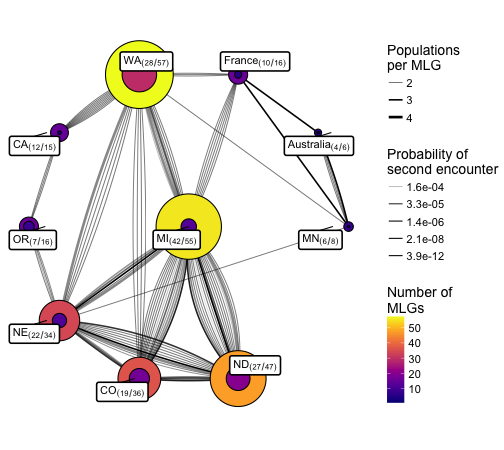 WA(28/57)
France(10/16)
CA(12/15)
Australia(4/6)
OR(7/16)
MI(42/55)
MN(6/8)
NE(22/34)
ND(27/47)
CO(19/36)
Populations
per MLG
2
3
4
Probability of
second encounter
1.6e-04
3.3e-05
1.4e-06
2.1e-08
3.9e-12
Number of
MLGs
50
40
30
20
10